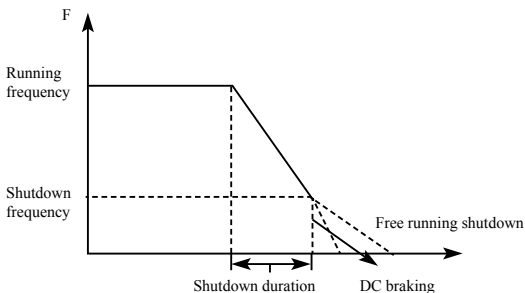 F
Running
frequency
Shutdown
frequency
Free running shutdown
Shutdown duration
DC braking